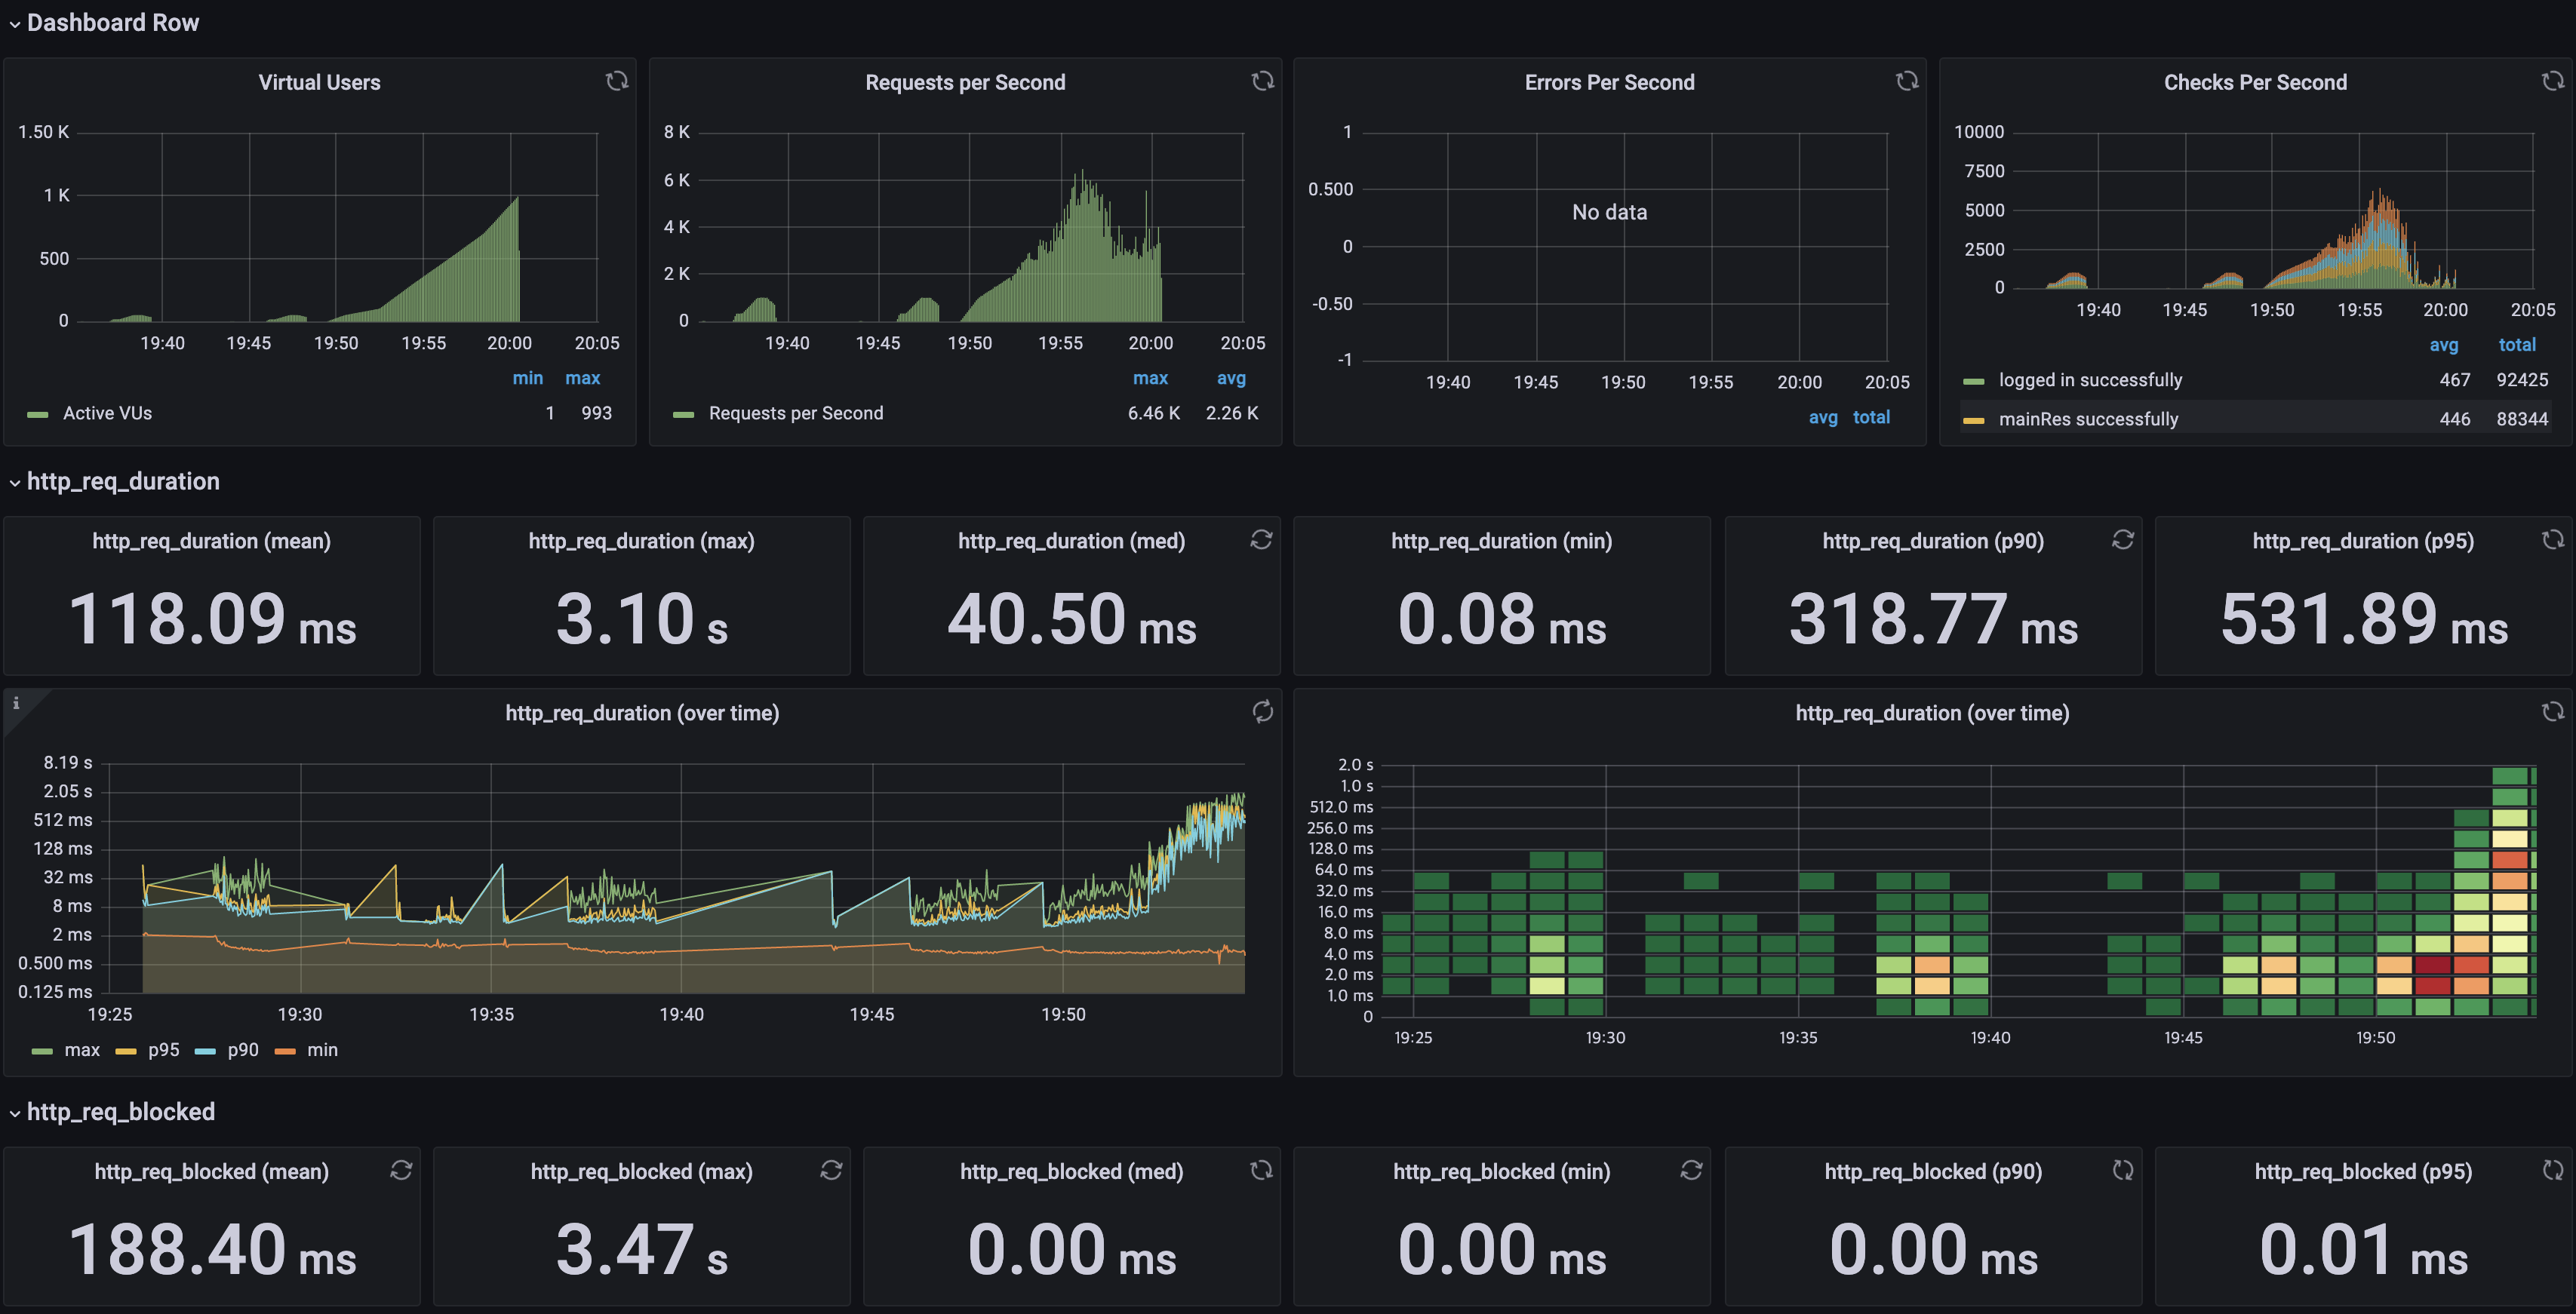 Dashboard Row
Virtual Users
1.50 K
1 K
500
0
19:40 19:45 19:50 19:55 20:00 20:05
min max
Active VUs 1 993
Requests per Second
8 K
6 K
4 K
2 K
0
19:40 19:45 19:50 19:55 20:00 20:05
max avg
Requests per Second 6.46 K 2.26 K
Errors Per Second
1
0.500
0
-0.50
-1
No data
19:40 19:45 19:50 19:55 20:00 20:05
avg total
Checks Per Second
10000
7500
5000
2500
0
19:40 19:45 19:50 19:55 20:00 20:05
avg total
logged in successfully 467 92425
mainRes successfully 446 88344
http_req_duration
http_req_duration (mean)
118.09 ms
http_req_duration (max)
3.10 s
http_req_duration (med)
40.50 ms
http_req_duration (min)
0.08 ms
http_req_duration (p90)
318.77 ms
http_req_duration (p95)
531.89 ms
i
http_req_duration (over time)
8.19 s
2.05 s
512 ms
128 ms
32 ms
8 ms
2 ms
0.500 ms
0.125 ms
19:25 19:30 19:35 19:40 19:45 19:50
max p95 p90 min
http_req_duration (over time)
2.0 s
1.0 s
512.0 ms
256.0 ms
128.0 ms
64.0 ms
32.0 ms
16.0 ms
8.0 ms
4.0 ms
2.0 ms
1.0 ms
0
19:25 19:30 19:35 19:40 19:45 19:50
http_req_blocked
http_req_blocked (mean)
188.40 ms
http_req_blocked (max)
3.47 s
http_req_blocked (med)
0.00 ms
http_req_blocked (min)
0.00 ms
http_req_blocked (p90)
0.00 ms
http_req_blocked (p95)
0.01 ms